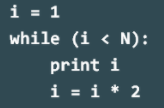 i = 1
while (i < N):
    print i
    i = i * 2